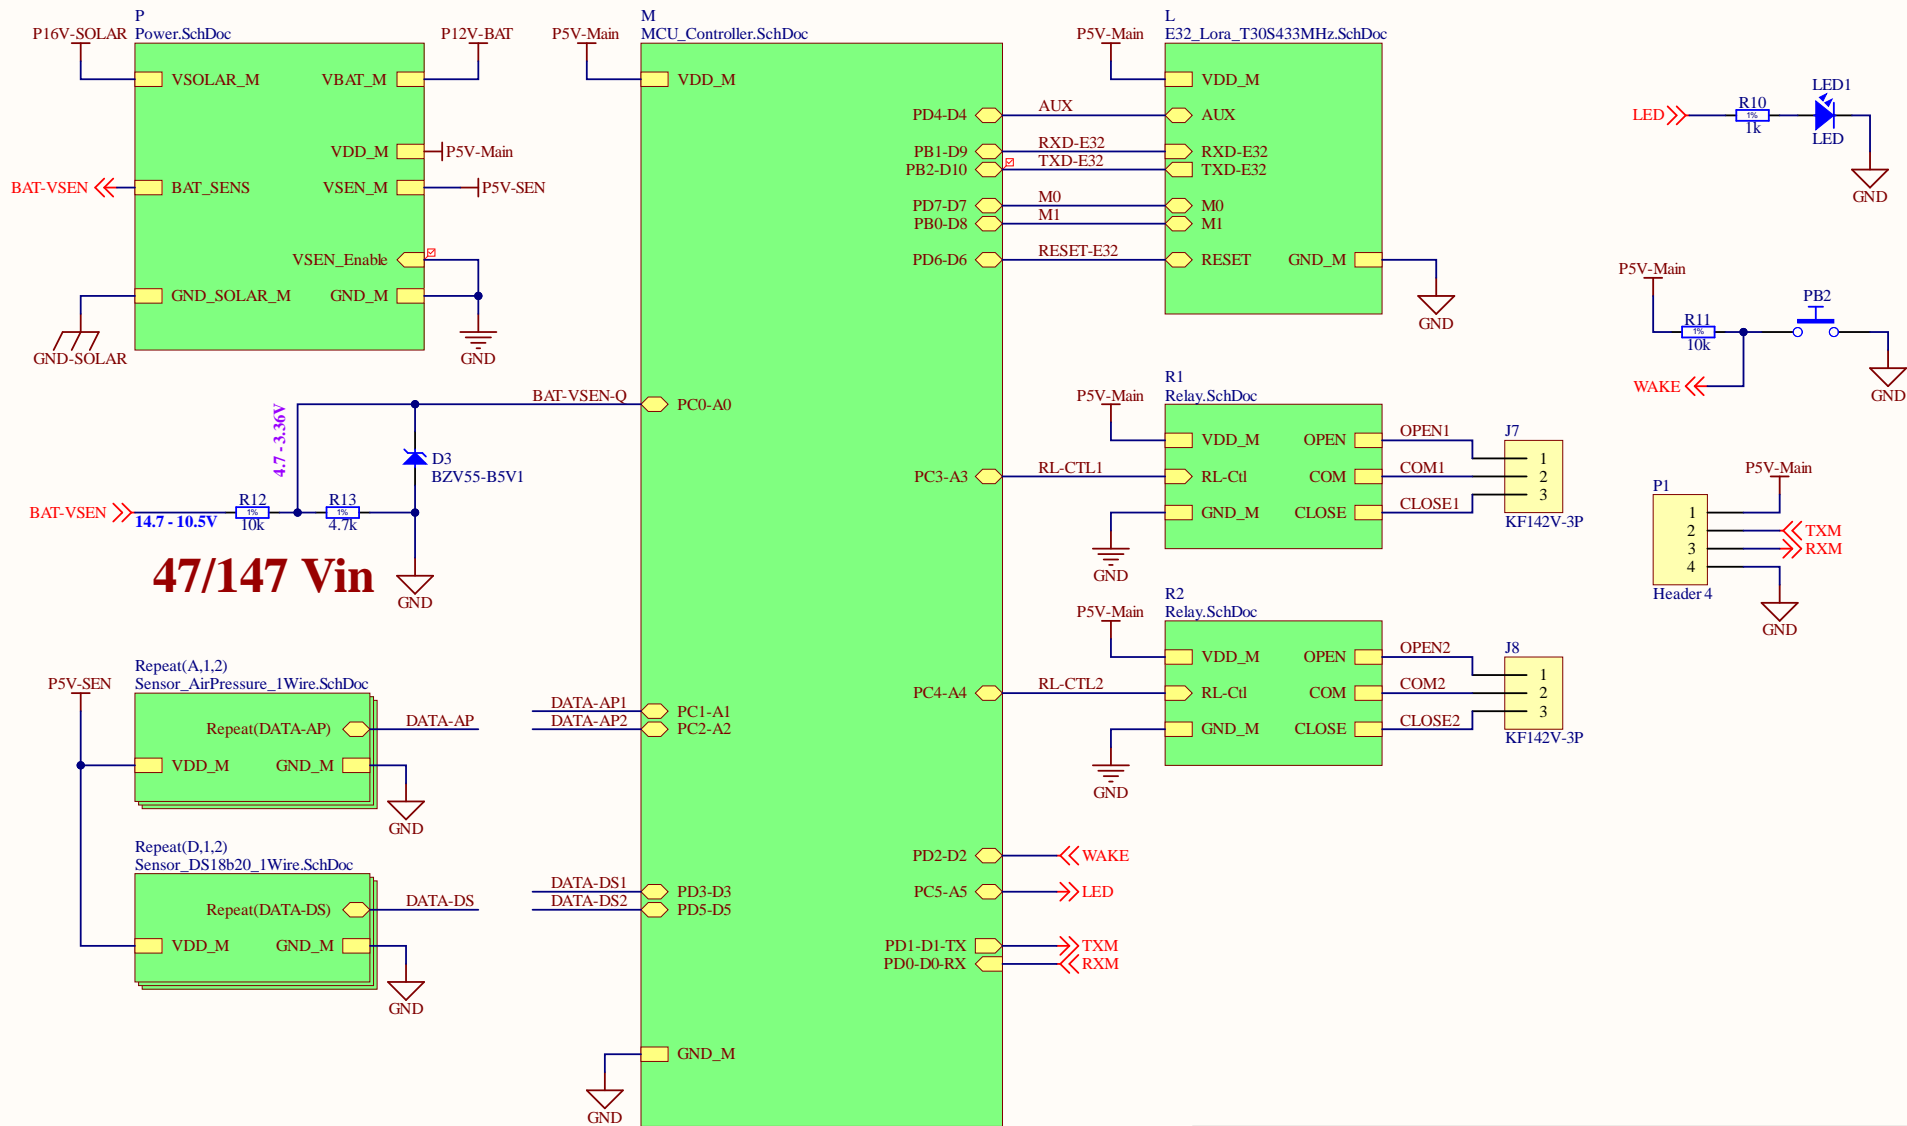 P
Power.SchDoc
P16V-SOLAR
P12V-BAT
VSOLAR_M
VBAT_M
VDD_M
P5V-Main
BAT-VSEN
BAT_SENS
VSEN_M
P5V-SEN
VSEN_Enable
GND_SOLAR_M
GND_M
GND-SOLAR
GND
BAT-VSEN-Q
4.7 - 3.36V
D3
BZV55-B5V1
BAT-VSEN
14.7 - 10.5V
R12
1%
10k
R13
1%
4.7k
47/147 Vin
GND
Repeat(A,1,2)
Sensor_AirPressure_1Wire.SchDoc
P5V-SEN
Repeat(DATA-AP)
DATA-AP
VDD_M
GND_M
GND
Repeat(D,1,2)
Sensor_DS18b20_1Wire.SchDoc
Repeat(DATA-DS)
DATA-DS
VDD_M
GND_M
GND
M
MCU_Controller.SchDoc
P5V-Main
VDD_M
PC0-A0
DATA-AP1
PC1-A1
DATA-AP2
PC2-A2
DATA-DS1
PD3-D3
DATA-DS2
PD5-D5
GND_M
GND
PD4-D4
AUX
PB1-D9
RXD-E32
PB2-D10
TXD-E32
PD7-D7
M0
PB0-D8
M1
PD6-D6
RESET-E32
PC3-A3
RL-CTL1
PC4-A4
RL-CTL2
PD2-D2
WAKE
PC5-A5
LED
PD1-D1-TX
TXM
PD0-D0-RX
RXM
L
E32_Lora_T30S433MHz.SchDoc
P5V-Main
VDD_M
AUX
RXD-E32
TXD-E32
M0
M1
RESET
GND_M
GND
R1
Relay.SchDoc
P5V-Main
VDD_M
OPEN
OPEN1
RL-Ctl
COM
COM1
GND_M
CLOSE
CLOSE1
GND
J7
1
2
3
KF142V-3P
R2
Relay.SchDoc
P5V-Main
VDD_M
OPEN
OPEN2
RL-Ctl
COM
COM2
GND_M
CLOSE
CLOSE2
GND
J8
1
2
3
KF142V-3P
LED1
LED
R10
1%
1k
LED
GND
P5V-Main
R11
1%
10k
PB2
WAKE
GND
P5V-Main
P1
1
2
3
4
TXM
RXM
Header 4
GND